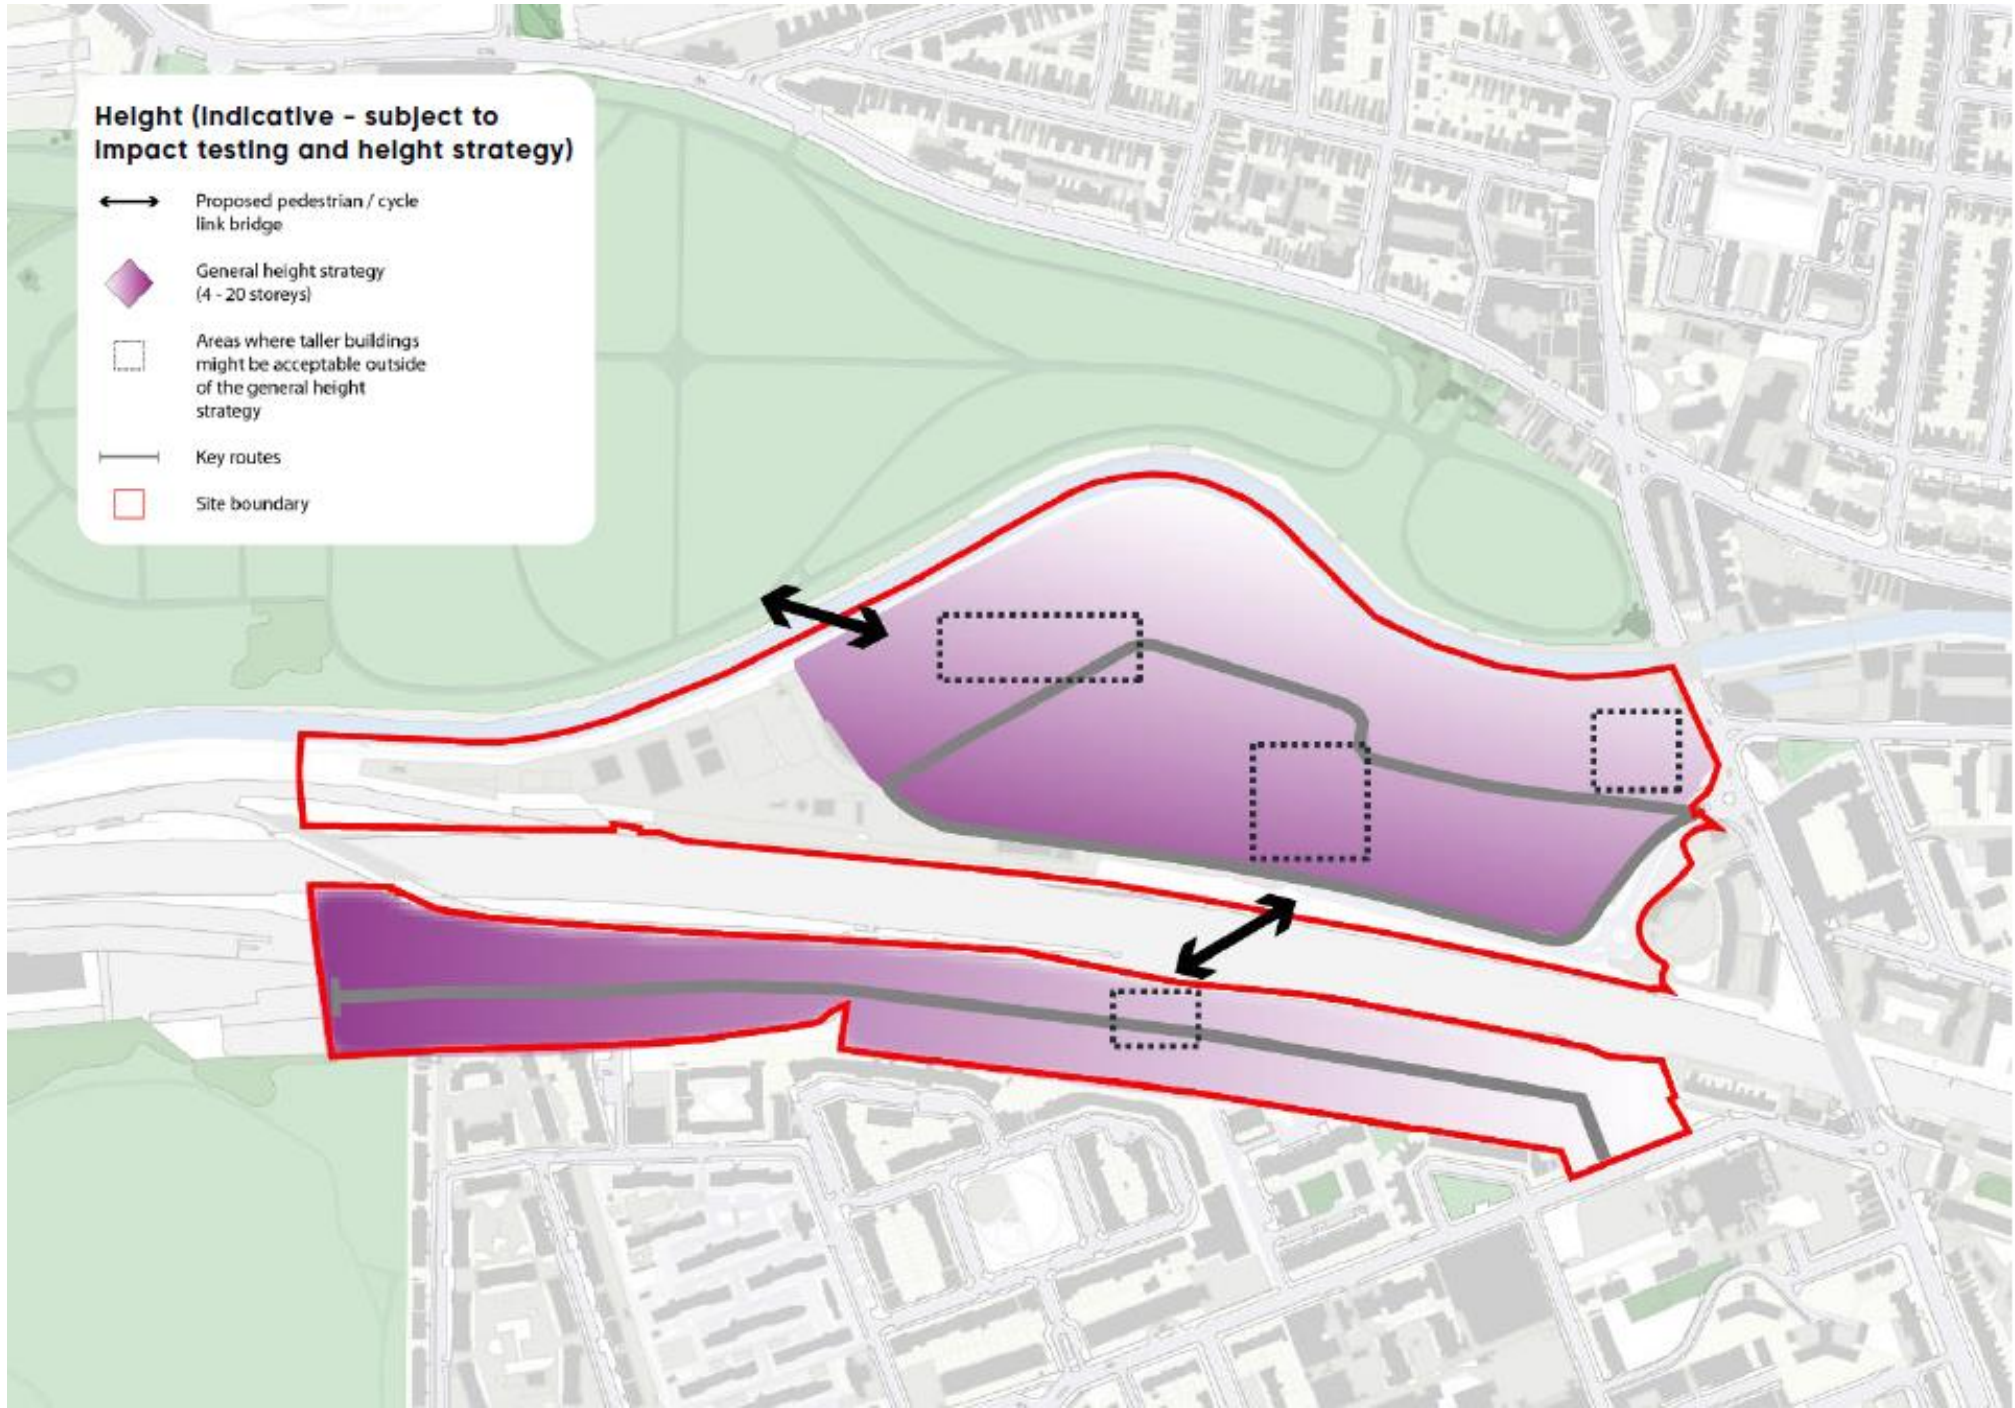 Height (Indicative - subject to
impact testing and height strategy)
Proposed pedestrian / cycle
link bridge
General height strategy
(4 - 20 storeys)
Areas where taller buildings
might be acceptable outside
of the general height
strategy
Key routes
Site boundary